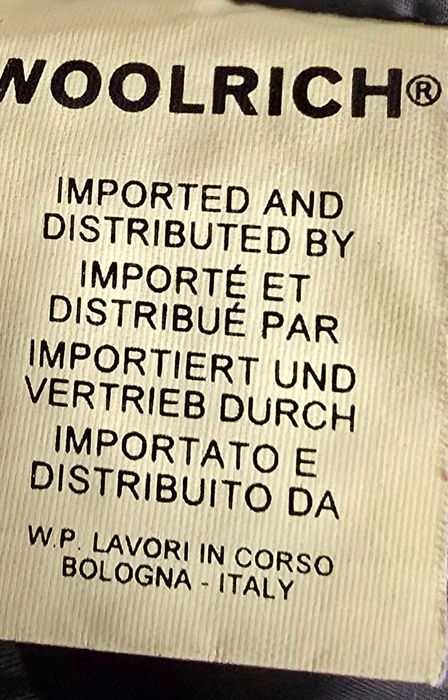 WOOLRICH®
IMPORTED AND
DISTRIBUTED BY
IMPORTÉ ET
DISTRIBUÉ PAR
IMPORTIERT UND
VERTRIEB DURCH
IMPORTATO E
DISTRIBUITO DA
W.P. LAVORI IN CORSO
BOLOGNA - ITALY